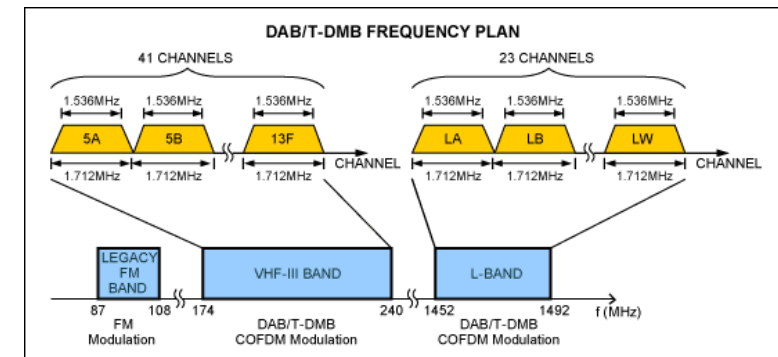 DAB/T-DMB FREQUENCY PLAN
41 CHANNELS
23 CHANNELS
1.536MHz 1.536MHz 1.536MHz 1.536MHz 1.536MHz 1.536MHz
5A 5B 13F LA LB LW
CHANNEL CHANNEL
1.712MHz 1.712MHz 1.712MHz 1.712MHz 1.712MHz 1.712MHz
LEGACY
FM
BAND
VHF-III BAND
L-BAND
87 108 174 240 1452 1492 f (MHz)
FM
Modulation
DAB/T-DMB
COFDM Modulation
DAB/T-DMB
COFDM Modulation